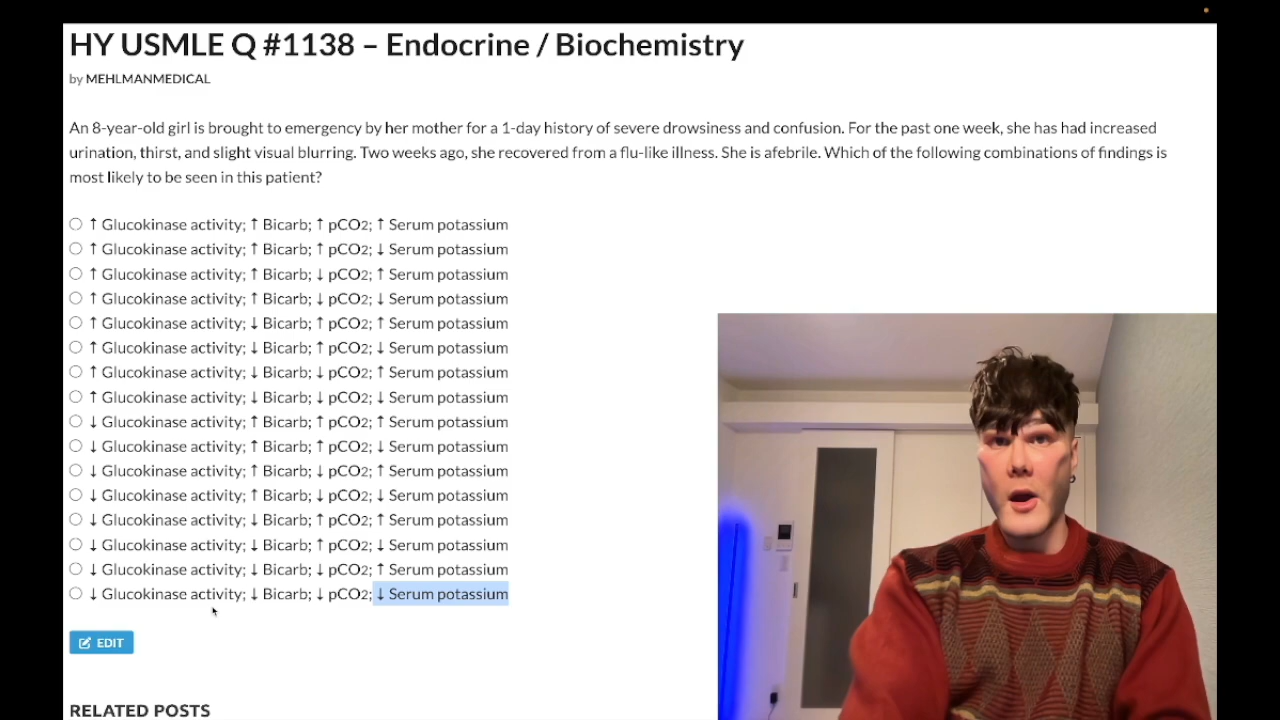 HY USMLE Q #1138 – Endocrine / Biochemistry
by MEHLMANMEDICAL
An 8-year-old girl is brought to emergency by her mother for a 1-day history of severe drowsiness and confusion. For the past one week, she has had increased
urination, thirst, and slight visual blurring. Two weeks ago, she recovered from a flu-like illness. She is afebrile. Which of the following combinations of findings is
most likely to be seen in this patient?
↑ Glucokinase activity; ↑ Bicarb; ↑ pCO2; ↑ Serum potassium
↑ Glucokinase activity; ↑ Bicarb; ↑ pCO2; ↓ Serum potassium
↑ Glucokinase activity; ↑ Bicarb; ↓ pCO2; ↑ Serum potassium
↑ Glucokinase activity; ↑ Bicarb; ↓ pCO2; ↓ Serum potassium
↑ Glucokinase activity; ↓ Bicarb; ↑ pCO2; ↑ Serum potassium
↑ Glucokinase activity; ↓ Bicarb; ↑ pCO2; ↓ Serum potassium
↑ Glucokinase activity; ↓ Bicarb; ↓ pCO2; ↑ Serum potassium
↑ Glucokinase activity; ↓ Bicarb; ↓ pCO2; ↓ Serum potassium
↓ Glucokinase activity; ↑ Bicarb; ↑ pCO2; ↑ Serum potassium
↓ Glucokinase activity; ↑ Bicarb; ↑ pCO2; ↓ Serum potassium
↓ Glucokinase activity; ↑ Bicarb; ↓ pCO2; ↑ Serum potassium
↓ Glucokinase activity; ↑ Bicarb; ↓ pCO2; ↓ Serum potassium
↓ Glucokinase activity; ↓ Bicarb; ↑ pCO2; ↑ Serum potassium
↓ Glucokinase activity; ↓ Bicarb; ↑ pCO2; ↓ Serum potassium
↓ Glucokinase activity; ↓ Bicarb; ↓ pCO2; ↑ Serum potassium
↓ Glucokinase activity; ↓ Bicarb; ↓ pCO2; ↓ Serum potassium
EDIT
RELATED POSTS